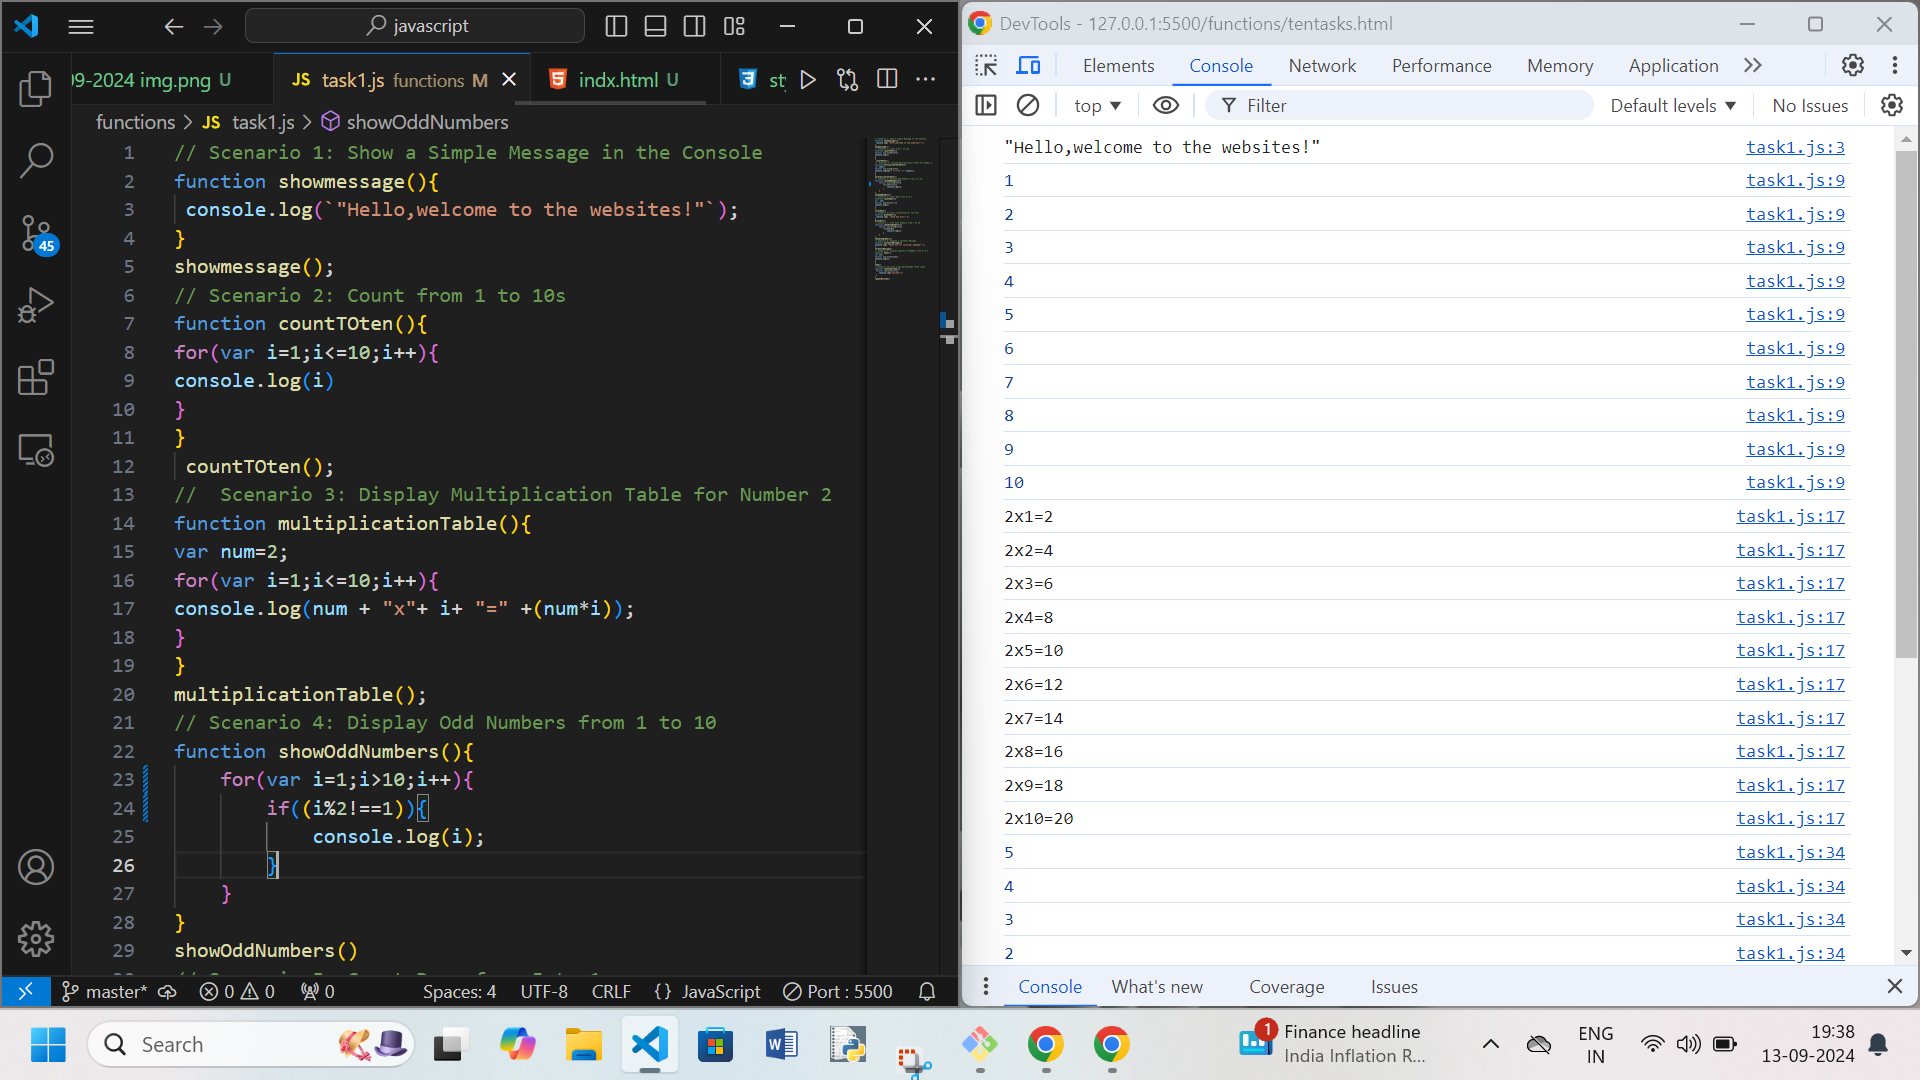 javascript
09-2024 img.png U
JS task1.js functions M
indx.html U
functions > JS task1.js > showOddNumbers
1 // Scenario 1: Show a Simple Message in the Console
2 function showmessage(){
3 console.log(`"Hello,welcome to the websites!"`);
4 }
5 showmessage();
6 // Scenario 2: Count from 1 to 10s
7 function countTOten(){
8 for(var i=1;i<=10;i++){
9 console.log(i)
10 }
11 }
12 countTOten();
13 //  Scenario 3: Display Multiplication Table for Number 2
14 function multiplicationTable(){
15 var num=2;
16 for(var i=1;i<=10;i++){
17 console.log(num + "x"+ i+ "=" +(num*i));
18 }
19 }
20 multiplicationTable();
21 // Scenario 4: Display Odd Numbers from 1 to 10
22 function showOddNumbers(){
23 for(var i=1;i>10;i++){
24 if((i%2!==1)){
25 console.log(i);
26 }
27 }
28 }
29 showOddNumbers()
45
master* 0 0 0 Spaces: 4 UTF-8 CRLF {} JavaScript Port : 5500
DevTools - 127.0.0.1:5500/functions/tentasks.html
Elements Console Network Performance Memory Application
top Filter Default levels No Issues
"Hello,welcome to the websites!" task1.js:3
1 task1.js:9
2 task1.js:9
3 task1.js:9
4 task1.js:9
5 task1.js:9
6 task1.js:9
7 task1.js:9
8 task1.js:9
9 task1.js:9
10 task1.js:9
2x1=2 task1.js:17
2x2=4 task1.js:17
2x3=6 task1.js:17
2x4=8 task1.js:17
2x5=10 task1.js:17
2x6=12 task1.js:17
2x7=14 task1.js:17
2x8=16 task1.js:17
2x9=18 task1.js:17
2x10=20 task1.js:17
5 task1.js:34
4 task1.js:34
3 task1.js:34
2 task1.js:34
Console What's new Coverage Issues
Search
1
Finance headline
India Inflation R...
ENG
IN
19:38
13-09-2024